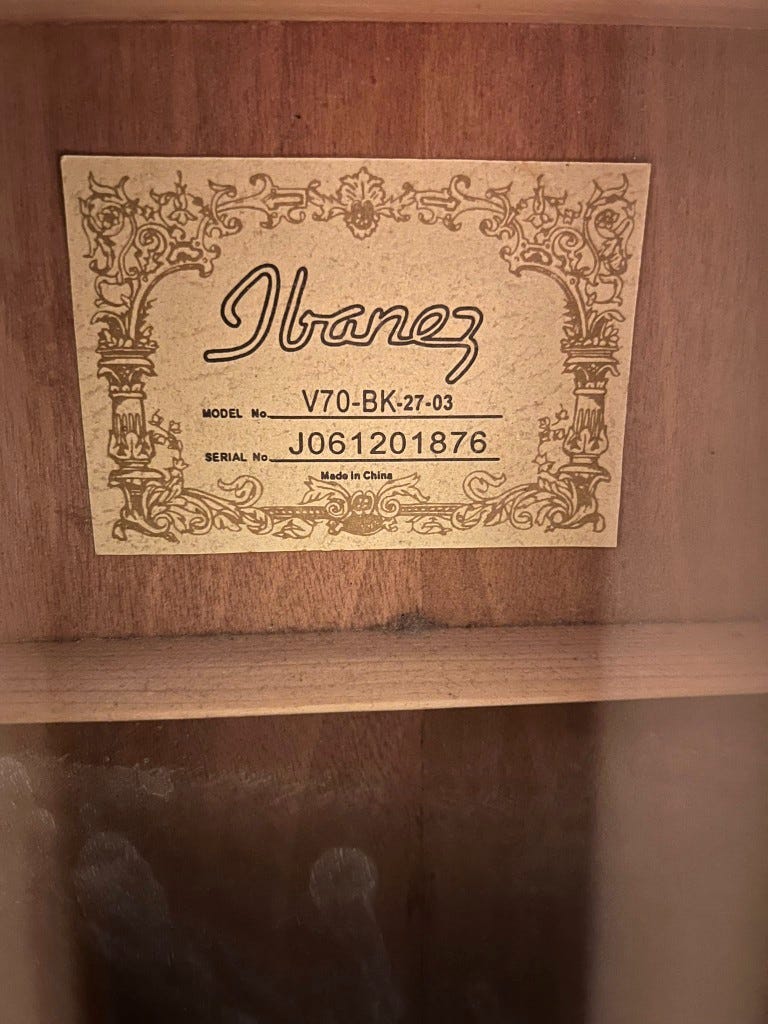 Ibanez
MODEL No. V70-BK-27-03
SERIAL No. J061201876
Made in China